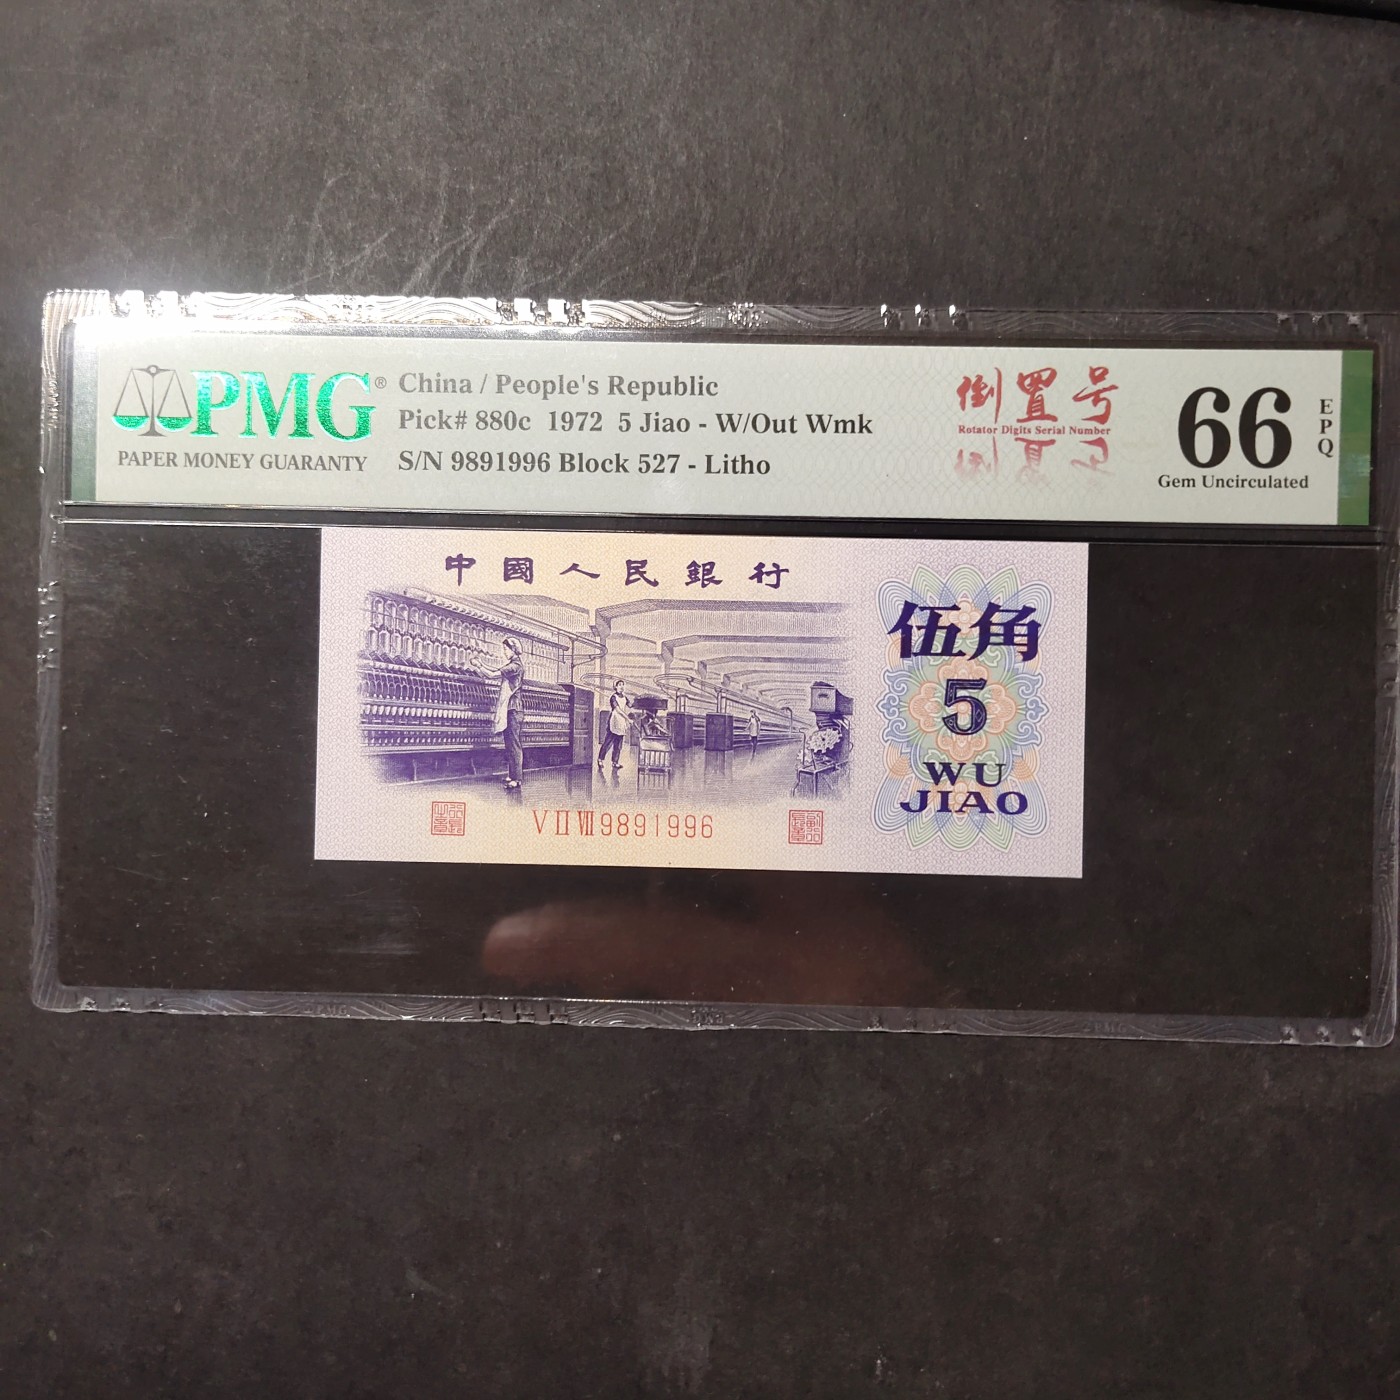 PMG®
PAPER MONEY GUARANTY
China / People's Republic
Pick# 880c 1972 5 Jiao - W/Out Wmk
S/N 9891996 Block 527 - Litho
倒置号
Rotator Digits Serial Number
66
EPQ
Gem Uncirculated
中國人民銀行
伍角
5
WU
JIAO
V II VII 9891996